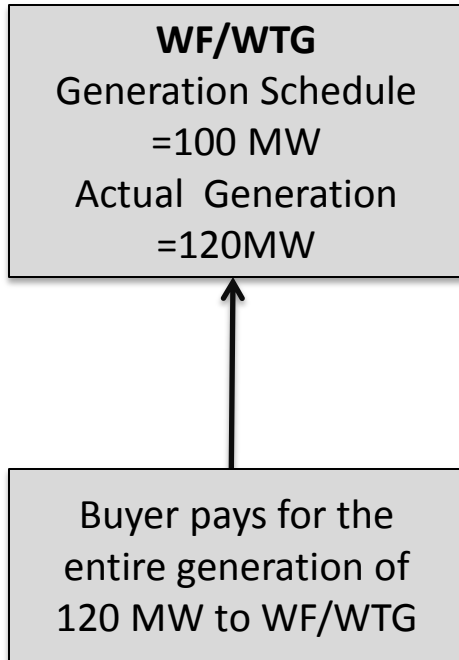 WF/WTG
Generation Schedule
=100 MW
Actual  Generation
=120MW
Buyer pays for the
entire generation of
120 MW to WF/WTG